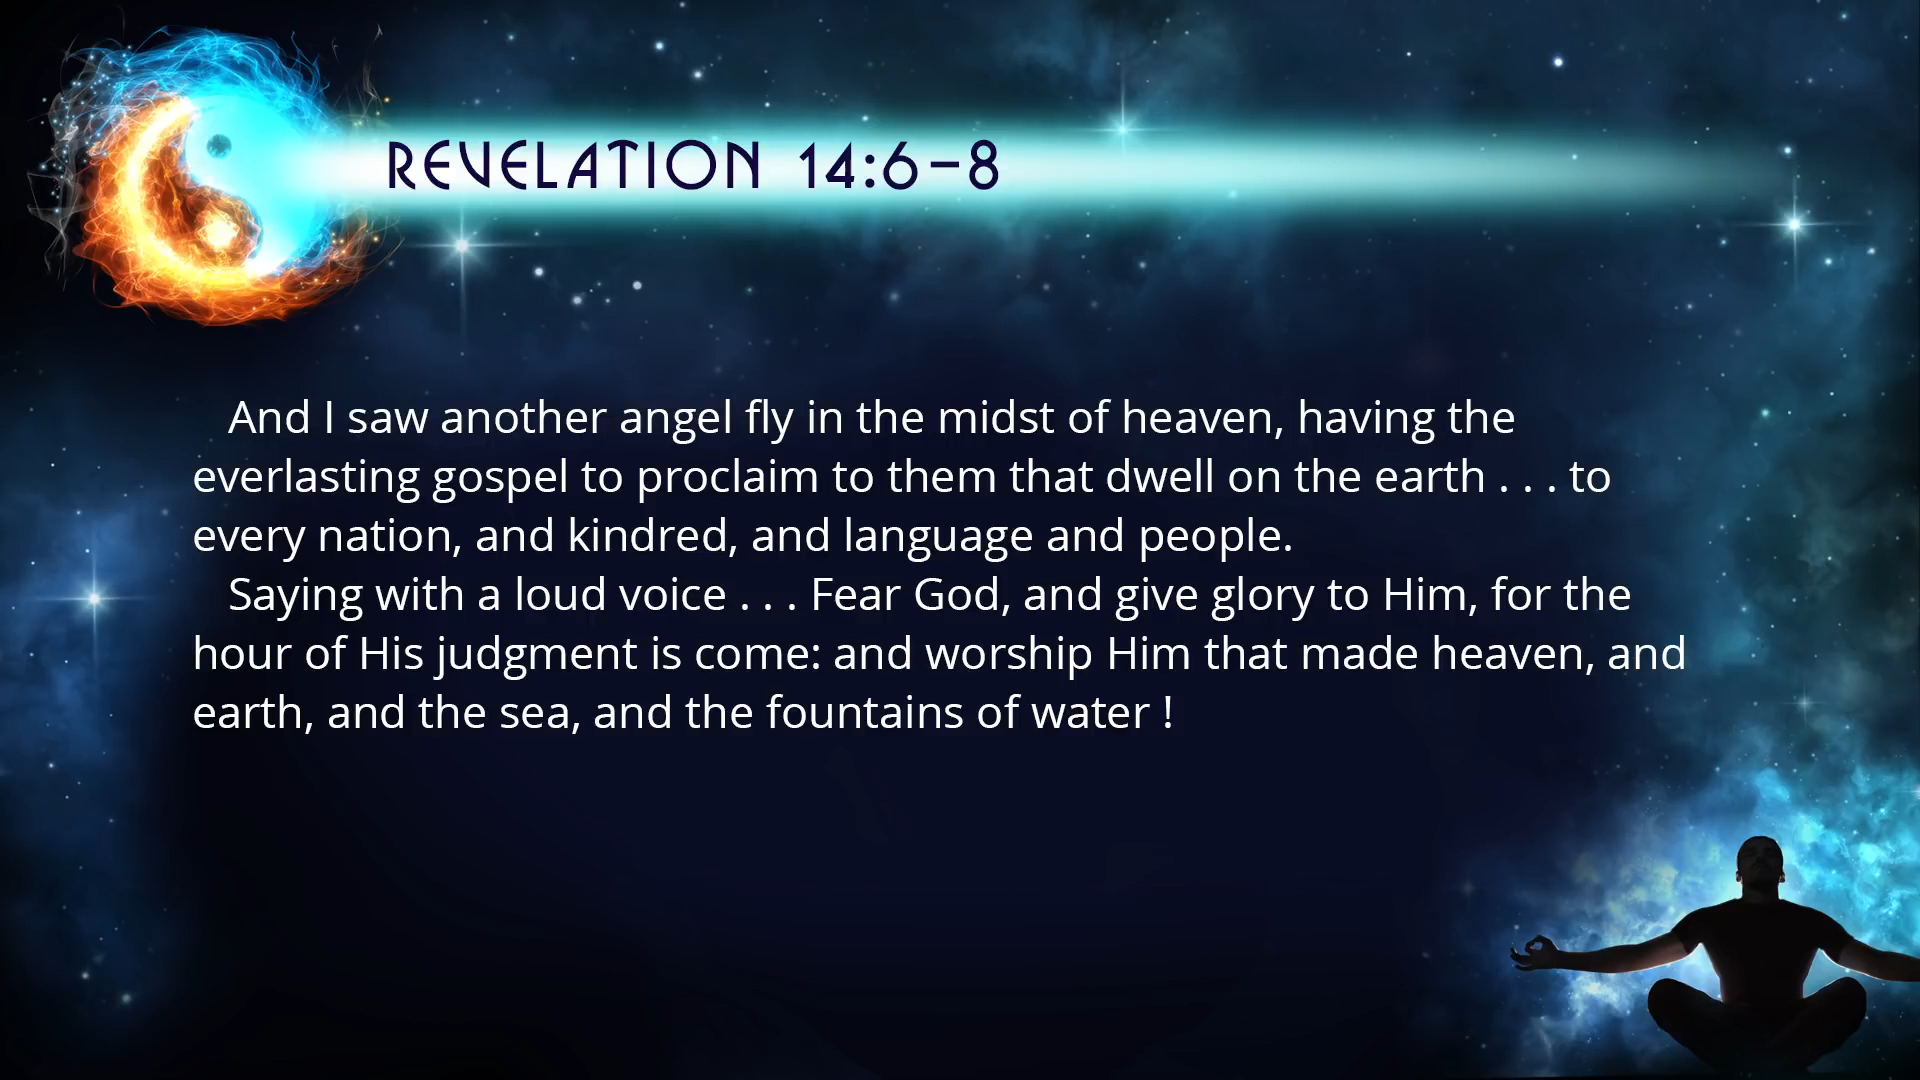 REVELATION 14:6-8
And I saw another angel fly in the midst of heaven, having the
everlasting gospel to proclaim to them that dwell on the earth . . . to
every nation, and kindred, and language and people.
Saying with a loud voice . . . Fear God, and give glory to Him, for the
hour of His judgment is come: and worship Him that made heaven, and
earth, and the sea, and the fountains of water !